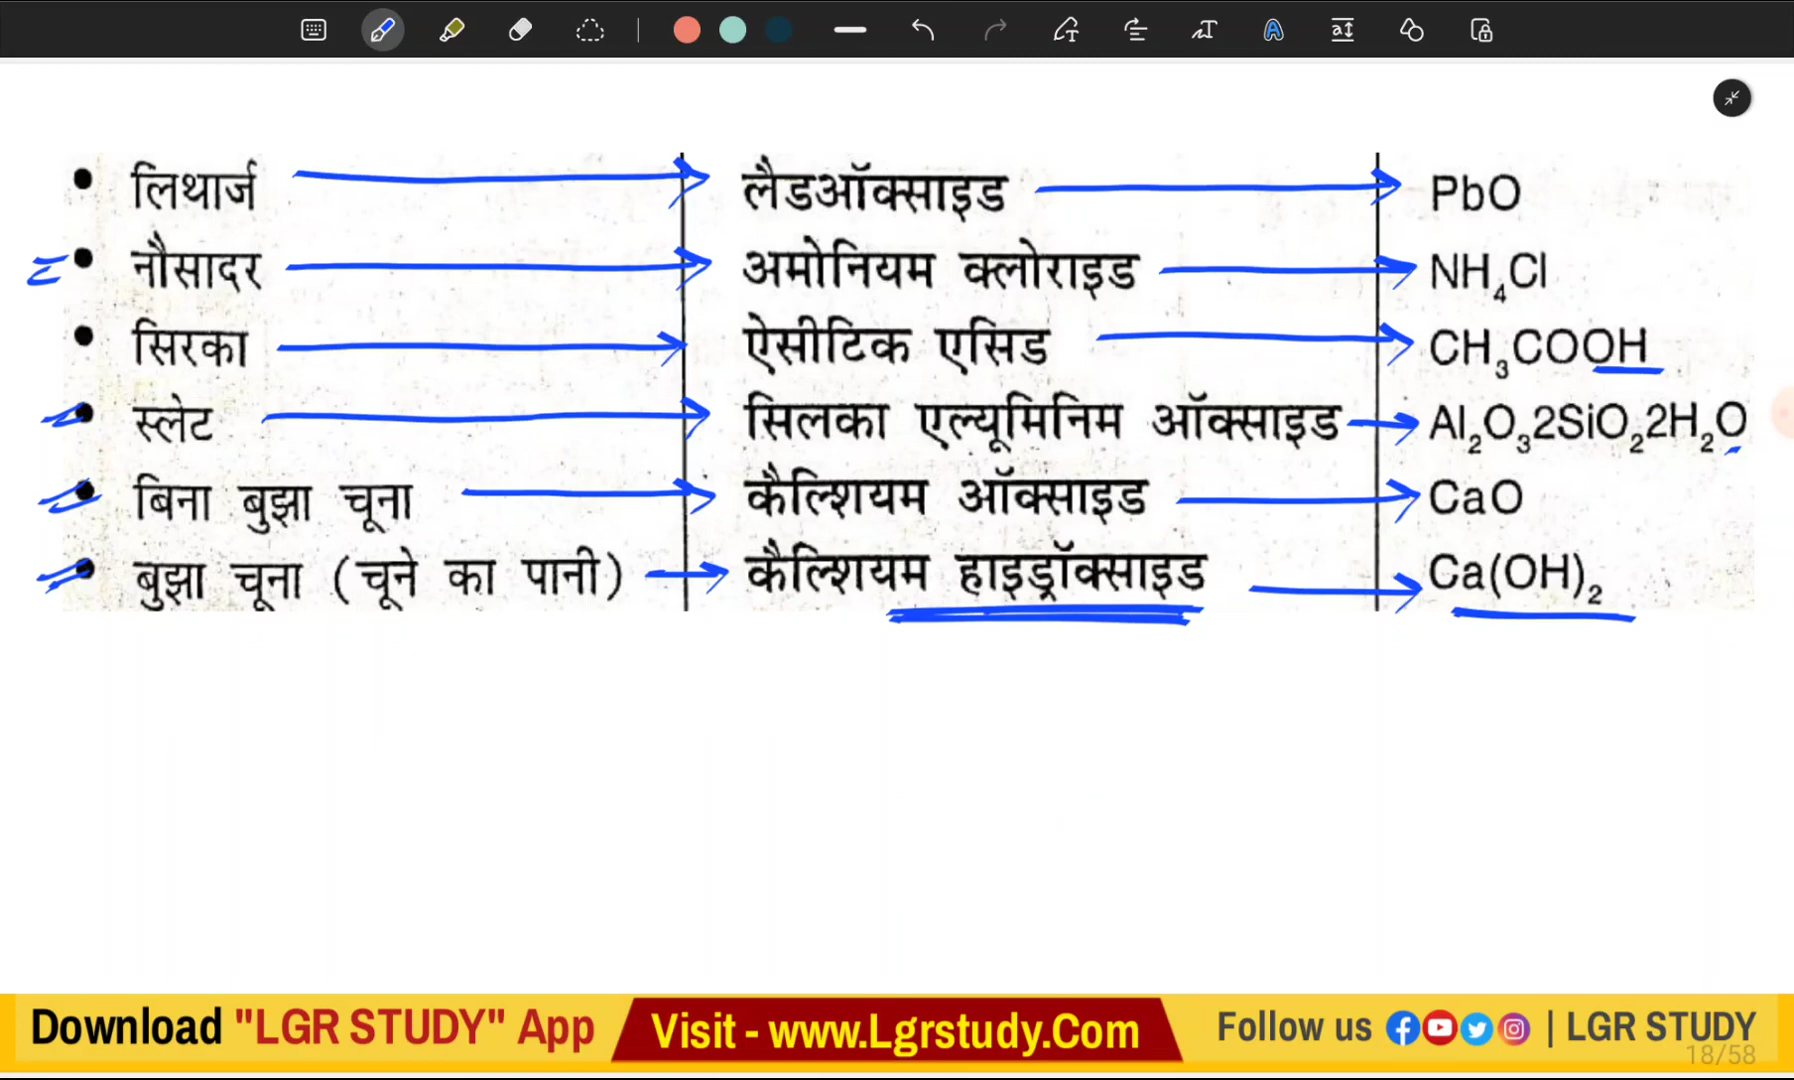 • लिथार्ज लैडऑक्साइड PbO
• नौसादर अमोनियम क्लोराइड NH₄Cl
• सिरका ऐसीटिक एसिड CH₃COOH
• स्लेट सिलका एल्यूमिनिम ऑक्साइड Al₂O₃2SiO₂2H₂O
• बिना बुझा चूना कैल्शियम ऑक्साइड CaO
• बुझा चूना (चूने का पानी) कैल्शियम हाइड्रॉक्साइड Ca(OH)₂
Download "LGR STUDY" App Visit - www.Lgrstudy.Com Follow us | LGR STUDY
18/58